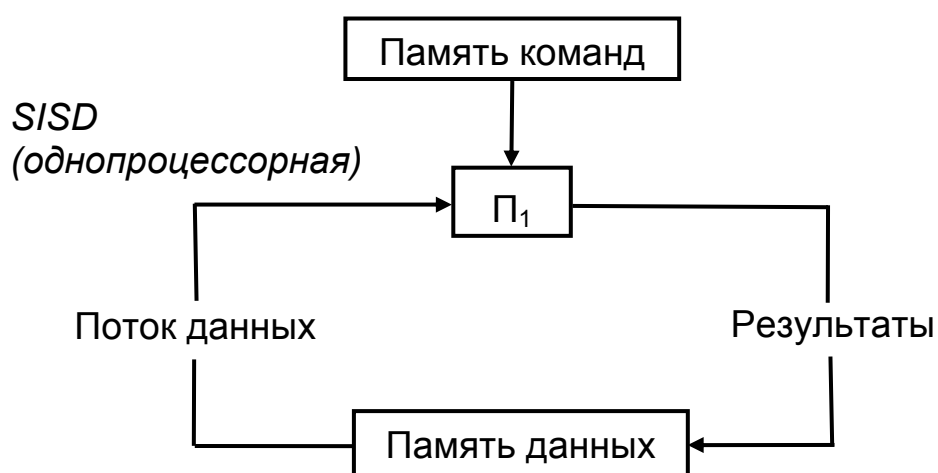 Память команд
SISD
(однопроцессорная)
П₁
Поток данных
Результаты
Память данных